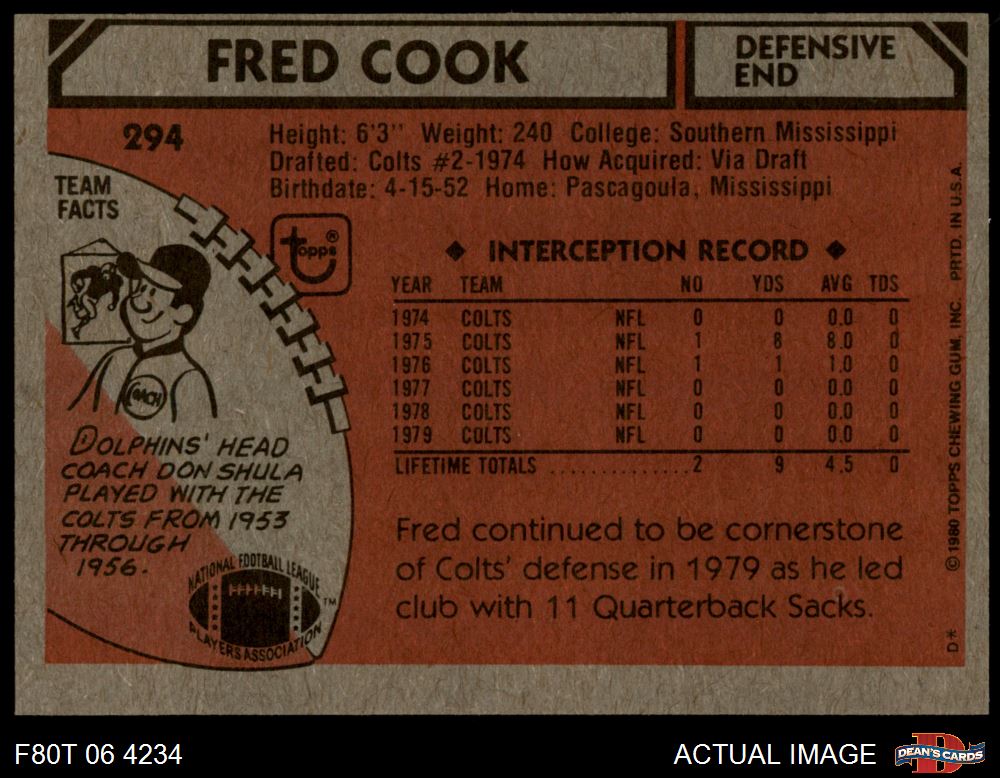 FRED COOK
DEFENSIVE
END
294
Height: 6'3" Weight: 240 College: Southern Mississippi
Drafted: Colts #2-1974 How Acquired: Via Draft
Birthdate: 4-15-52 Home: Pascagoula, Mississippi
TEAM
FACTS
topps®
COACH
DOLPHINS' HEAD
COACH DON SHULA
PLAYED WITH THE
COLTS FROM 1953
THROUGH
1956.
NATIONAL FOOTBALL LEAGUE
PLAYERS ASSOCIATION
™
◆ INTERCEPTION RECORD ◆
YEAR TEAM NO YDS AVG TDS
1974 COLTS NFL 0 0 0.0 0
1975 COLTS NFL 1 8 8.0 0
1976 COLTS NFL 1 1 1.0 0
1977 COLTS NFL 0 0 0.0 0
1978 COLTS NFL 0 0 0.0 0
1979 COLTS NFL 0 0 0.0 0
LIFETIME TOTALS ..............2 9 4.5 0
Fred continued to be cornerstone
of Colts' defense in 1979 as he led
club with 11 Quarterback Sacks.
D* ©1980 TOPPS CHEWING GUM, INC. PRTD. IN U.S.A.
F80T 06 4234
ACTUAL IMAGE
D
DEAN'S CARDS